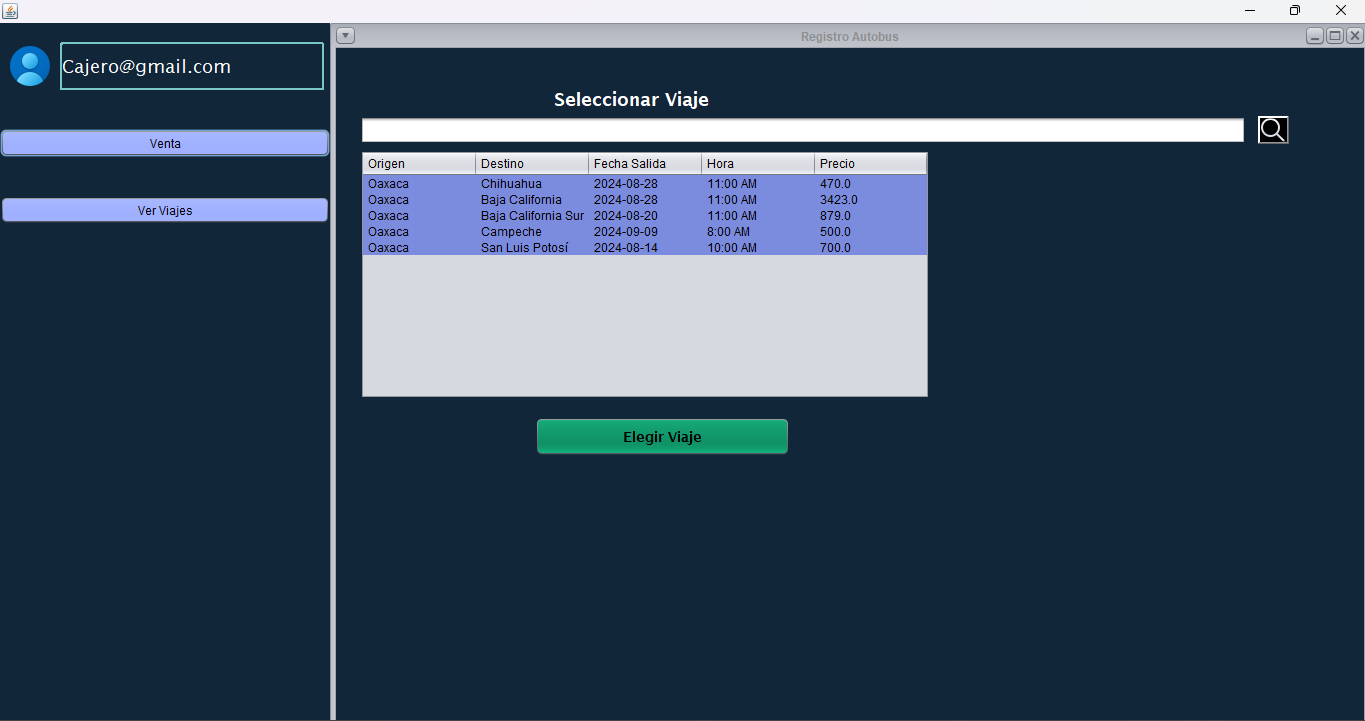 Registro Autobus
Cajero@gmail.com
Venta
Ver Viajes
Seleccionar Viaje
Origen Destino Fecha Salida Hora Precio
Oaxaca Chihuahua 2024-08-28 11:00 AM 470.0
Oaxaca Baja California 2024-08-28 11:00 AM 3423.0
Oaxaca Baja California Sur 2024-08-20 11:00 AM 879.0
Oaxaca Campeche 2024-09-09 8:00 AM 500.0
Oaxaca San Luis Potosí 2024-08-14 10:00 AM 700.0
Elegir Viaje